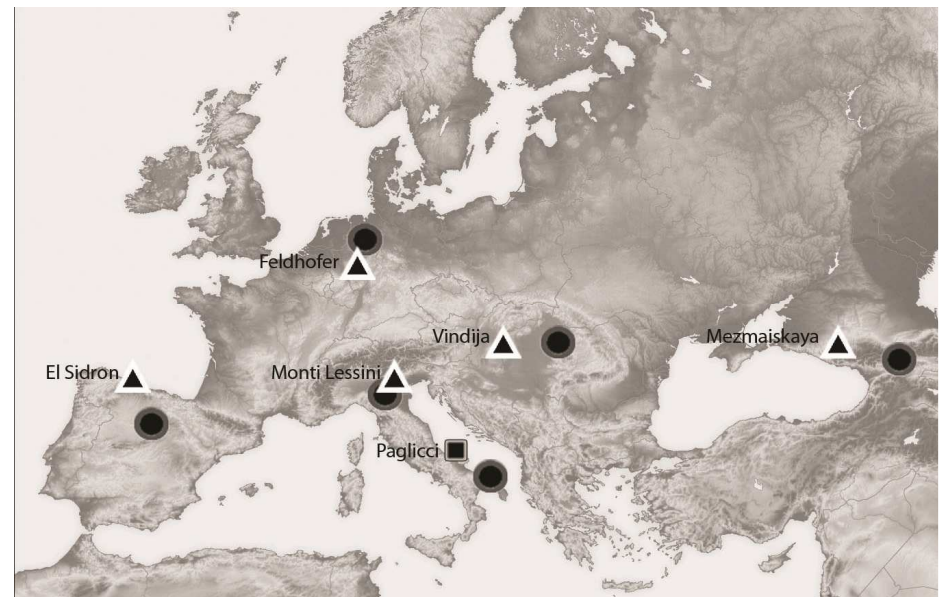 Feldhofer
Vindija
Mezmaiskaya
El Sidron
Monti Lessini
Paglicci